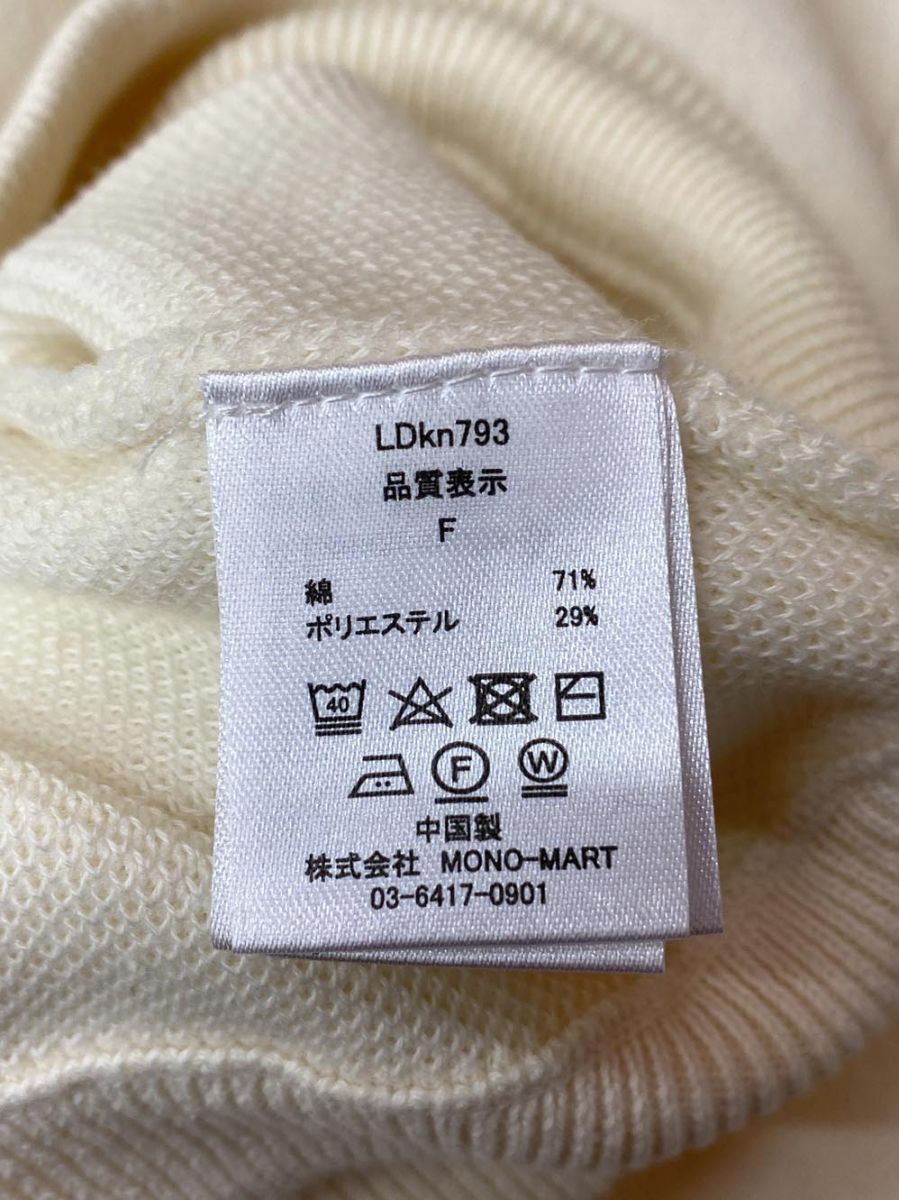 LDkn793
品質表示
F
綿 71%
ポリエステル 29%
40
F W
中国製
株式会社 MONO-MART
03-6417-0901